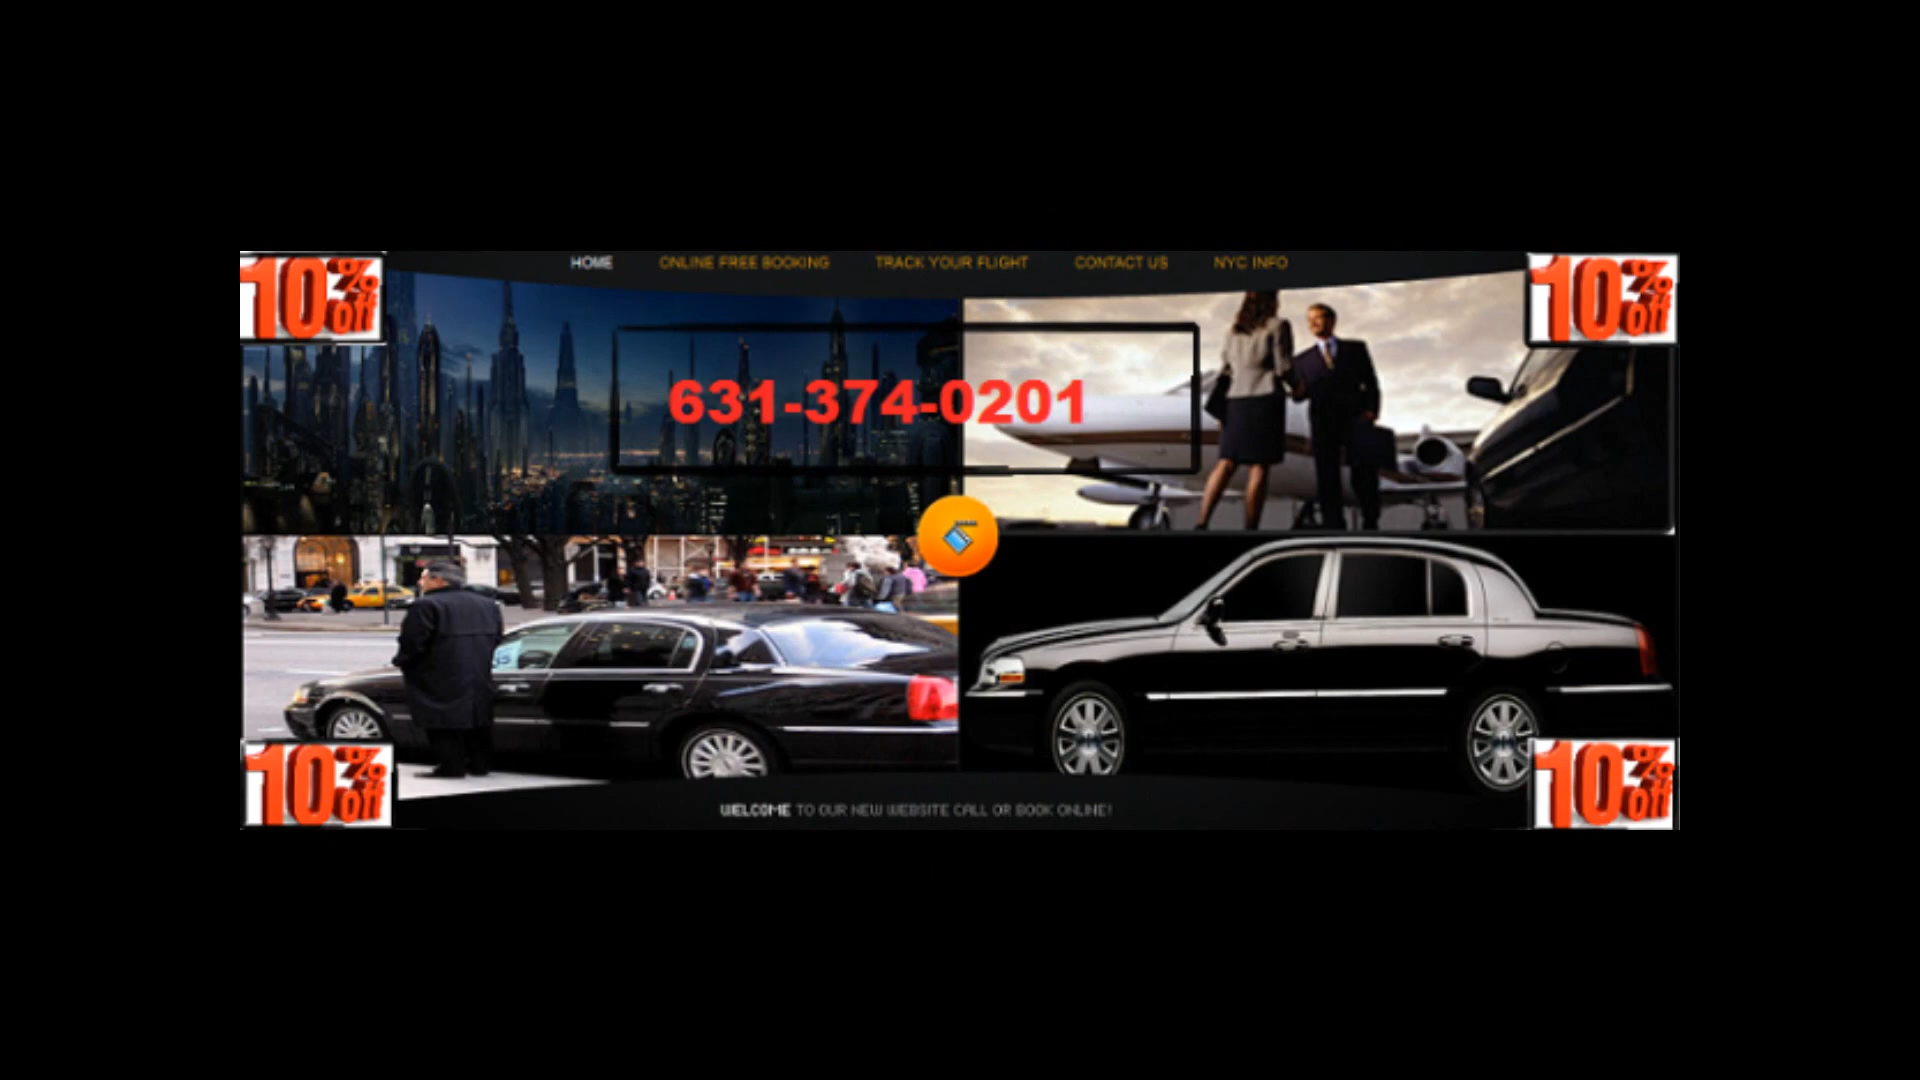 10% off
HOME ONLINE FREE BOOKING TRACK YOUR FLIGHT CONTACT US NYC INFO
10% off
631-374-0201
10% off
10% off
WELCOME TO OUR NEW WEBSITE CALL OR BOOK ONLINE!